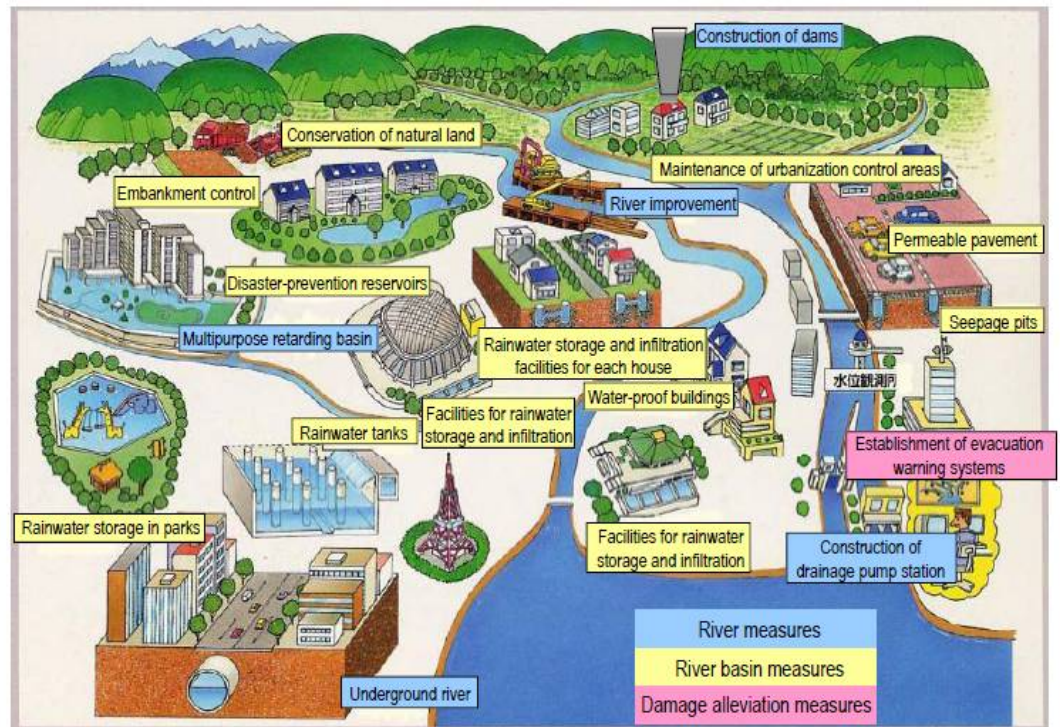 Construction of dams
Conservation of natural land
Maintenance of urbanization control areas
Embankment control
River improvement
Permeable pavement
Disaster-prevention reservoirs
Seepage pits
Multipurpose retarding basin
Rainwater storage and infiltration
facilities for each house
水位観測所
Water-proof buildings
Facilities for rainwater
storage and infiltration
Rainwater tanks
Establishment of evacuation
warning systems
Rainwater storage in parks
Facilities for rainwater
storage and infiltration
Construction of
drainage pump station
River measures
River basin measures
Damage alleviation measures
Underground river